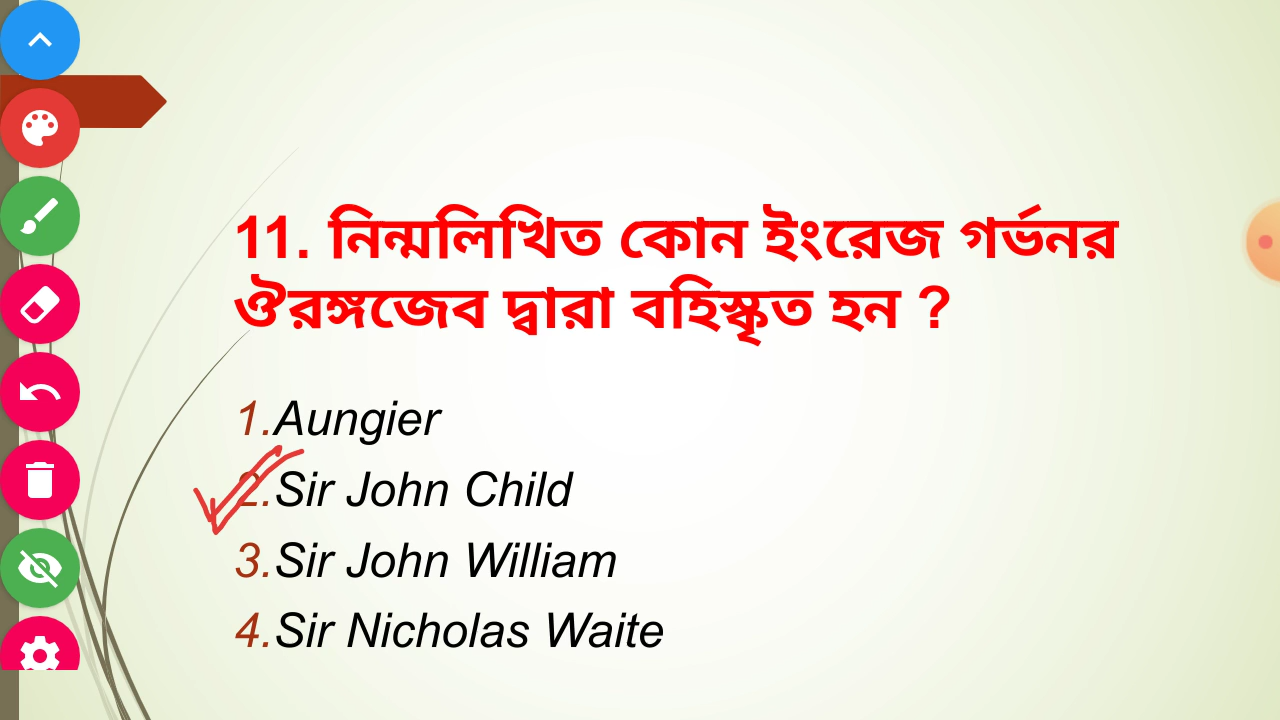 11. নিন্মলিখিত কোন ইংরেজ গর্ভনর
ঔরঙ্গজেব দ্বারা বহিস্কৃত হন ?
1.Aungier
2.Sir John Child
3.Sir John William
4.Sir Nicholas Waite